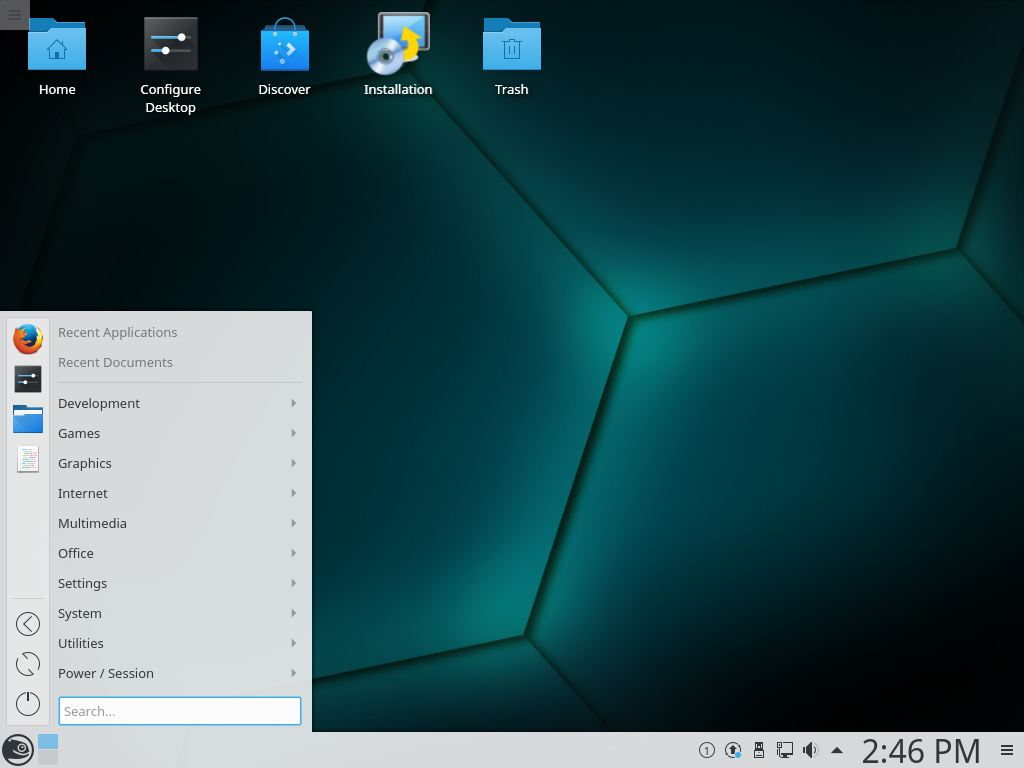 Home
Configure
Desktop
Discover
Installation
Trash
Recent Applications
Recent Documents
Development
Games
Graphics
Internet
Multimedia
Office
Settings
System
Utilities
Power / Session
Search...
1
2:46 PM